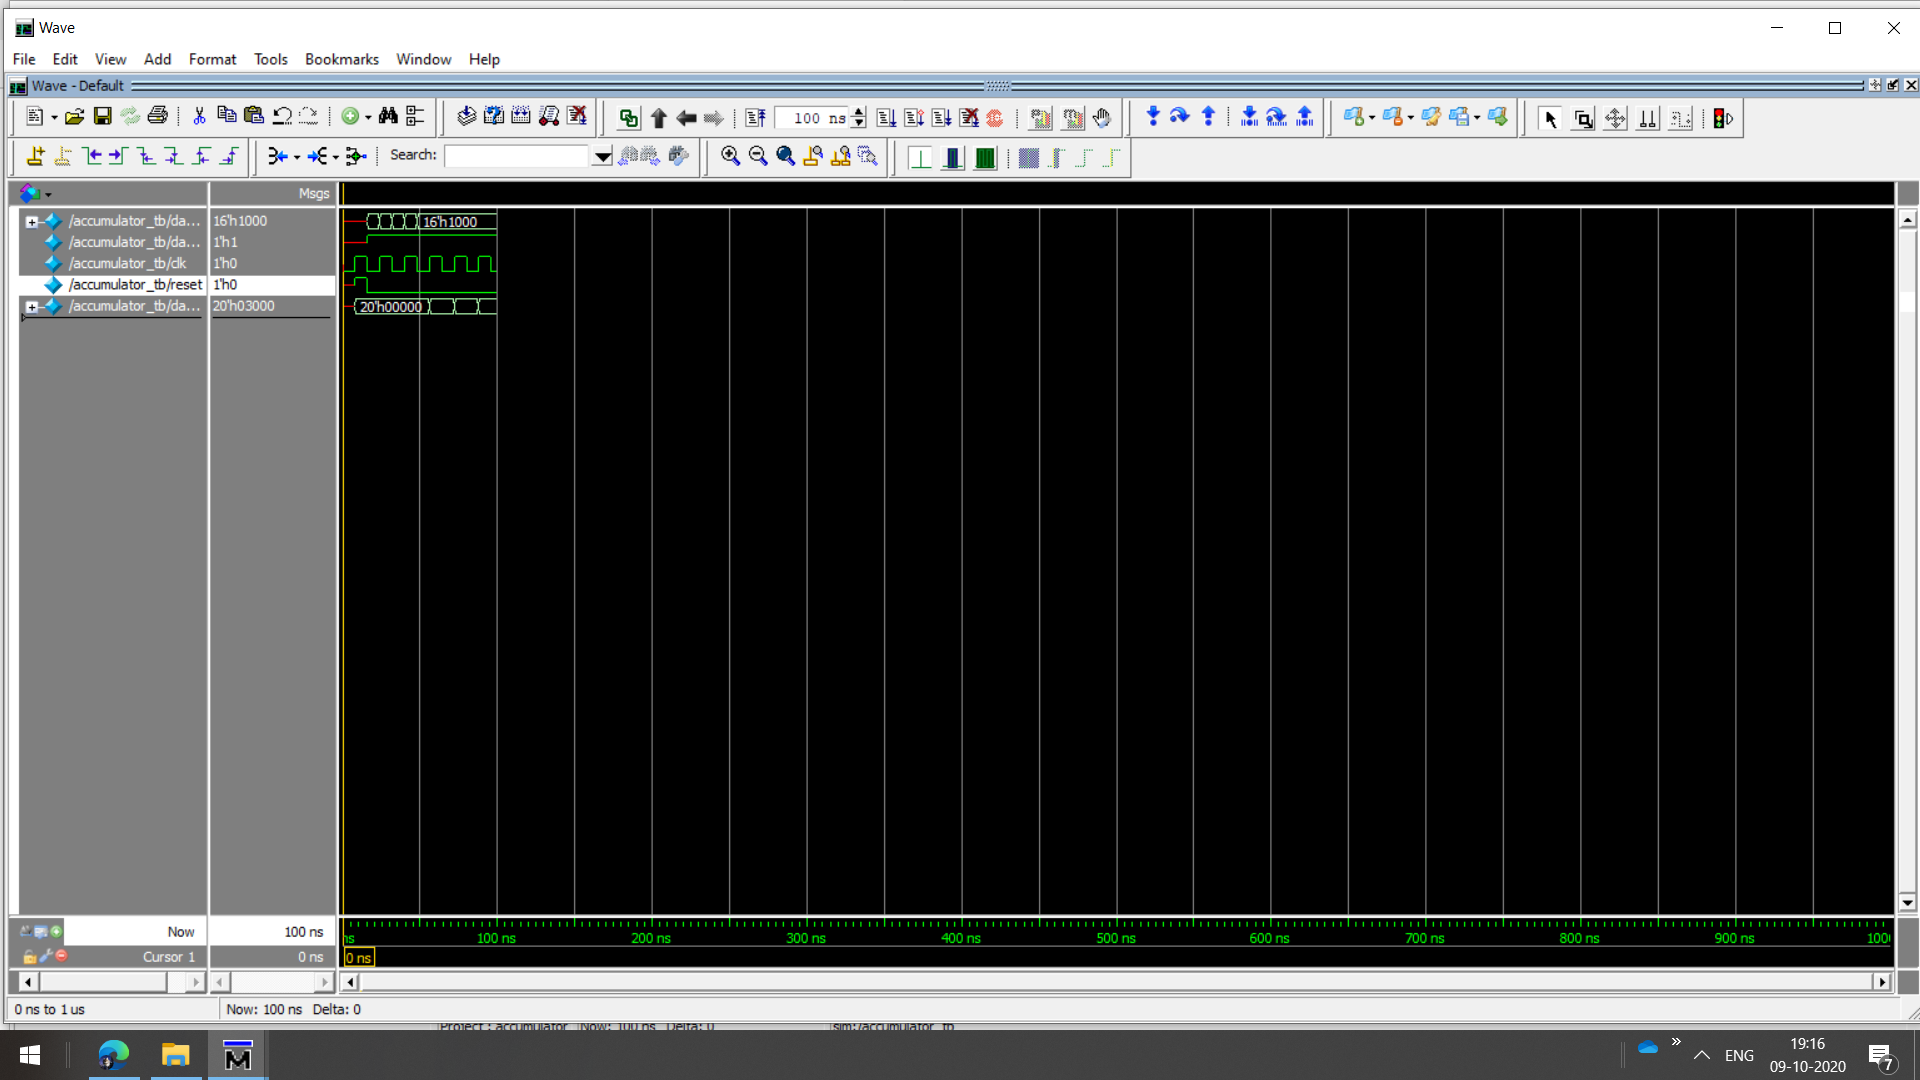 Wave
File Edit View Add Format Tools Bookmarks Window Help
Wave - Default
100 ns
Search:
Msgs
/accumulator_tb/da... 16'h1000 16'h1000
/accumulator_tb/da... 1'h1
/accumulator_tb/clk 1'h0
/accumulator_tb/reset 1'h0
/accumulator_tb/da... 20'h03000 20'h00000
Now 100 ns ns 100 ns 200 ns 300 ns 400 ns 500 ns 600 ns 700 ns 800 ns 900 ns 100
Cursor 1 0 ns 0 ns
0 ns to 1 us Now: 100 ns Delta: 0
Project : accumulator Now: 100 ns Delta: 0 sim:/accumulator_tb
ENG 19:16
09-10-2020 7